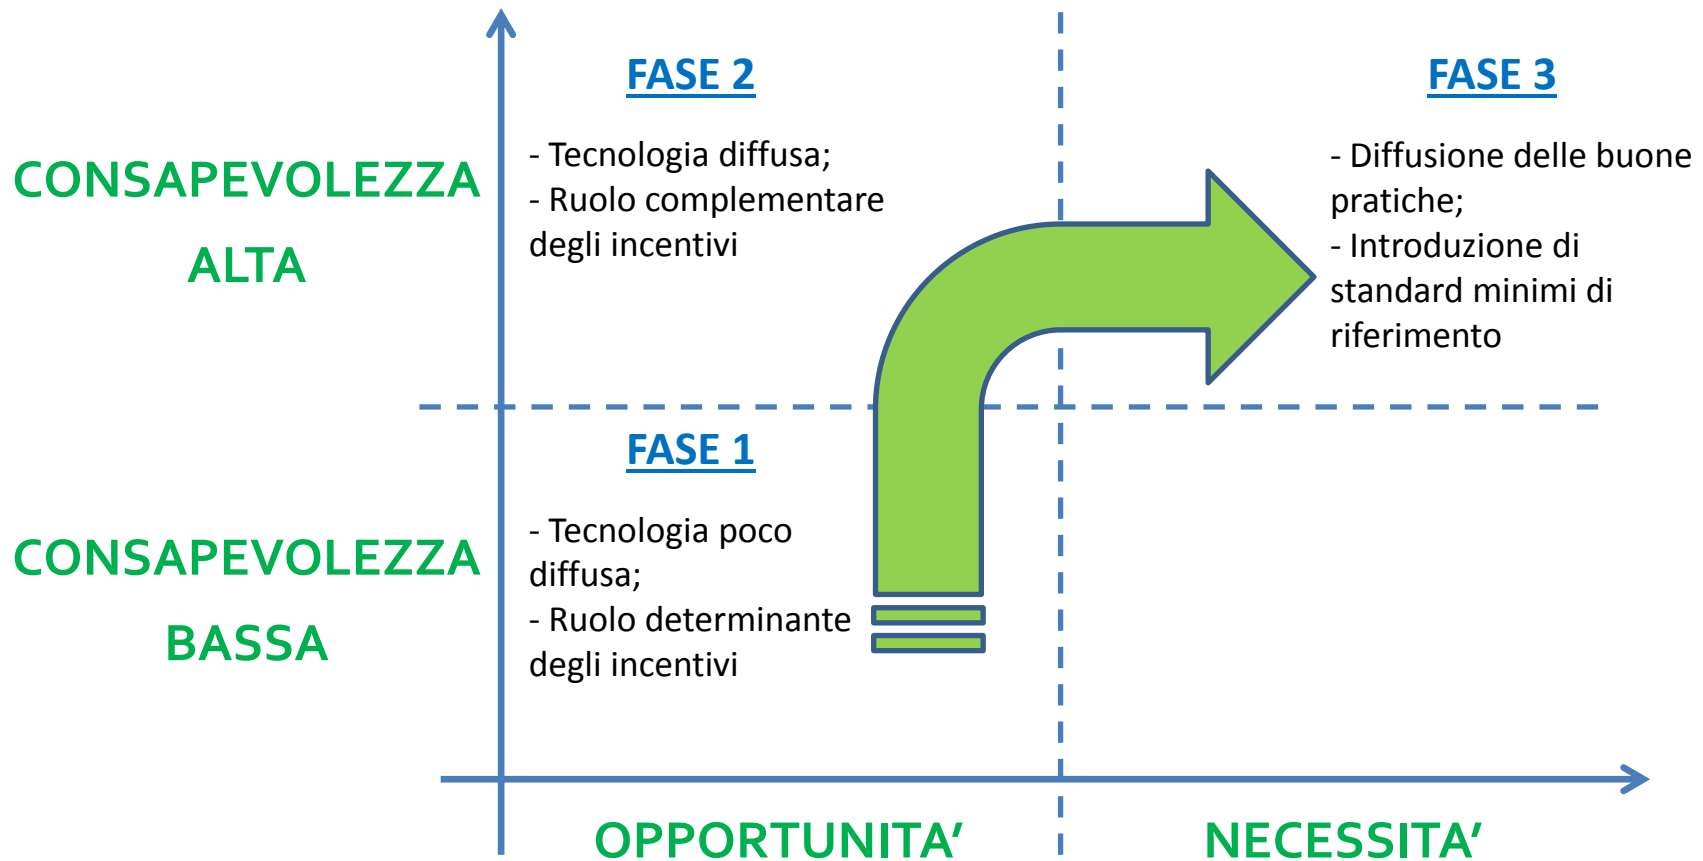 FASE 2
FASE 3
CONSAPEVOLEZZA
ALTA
- Tecnologia diffusa;
- Ruolo complementare
degli incentivi
- Diffusione delle buone
pratiche;
- Introduzione di
standard minimi di
riferimento
FASE 1
CONSAPEVOLEZZA
BASSA
- Tecnologia poco
diffusa;
- Ruolo determinante
degli incentivi
OPPORTUNITA’
NECESSITA’